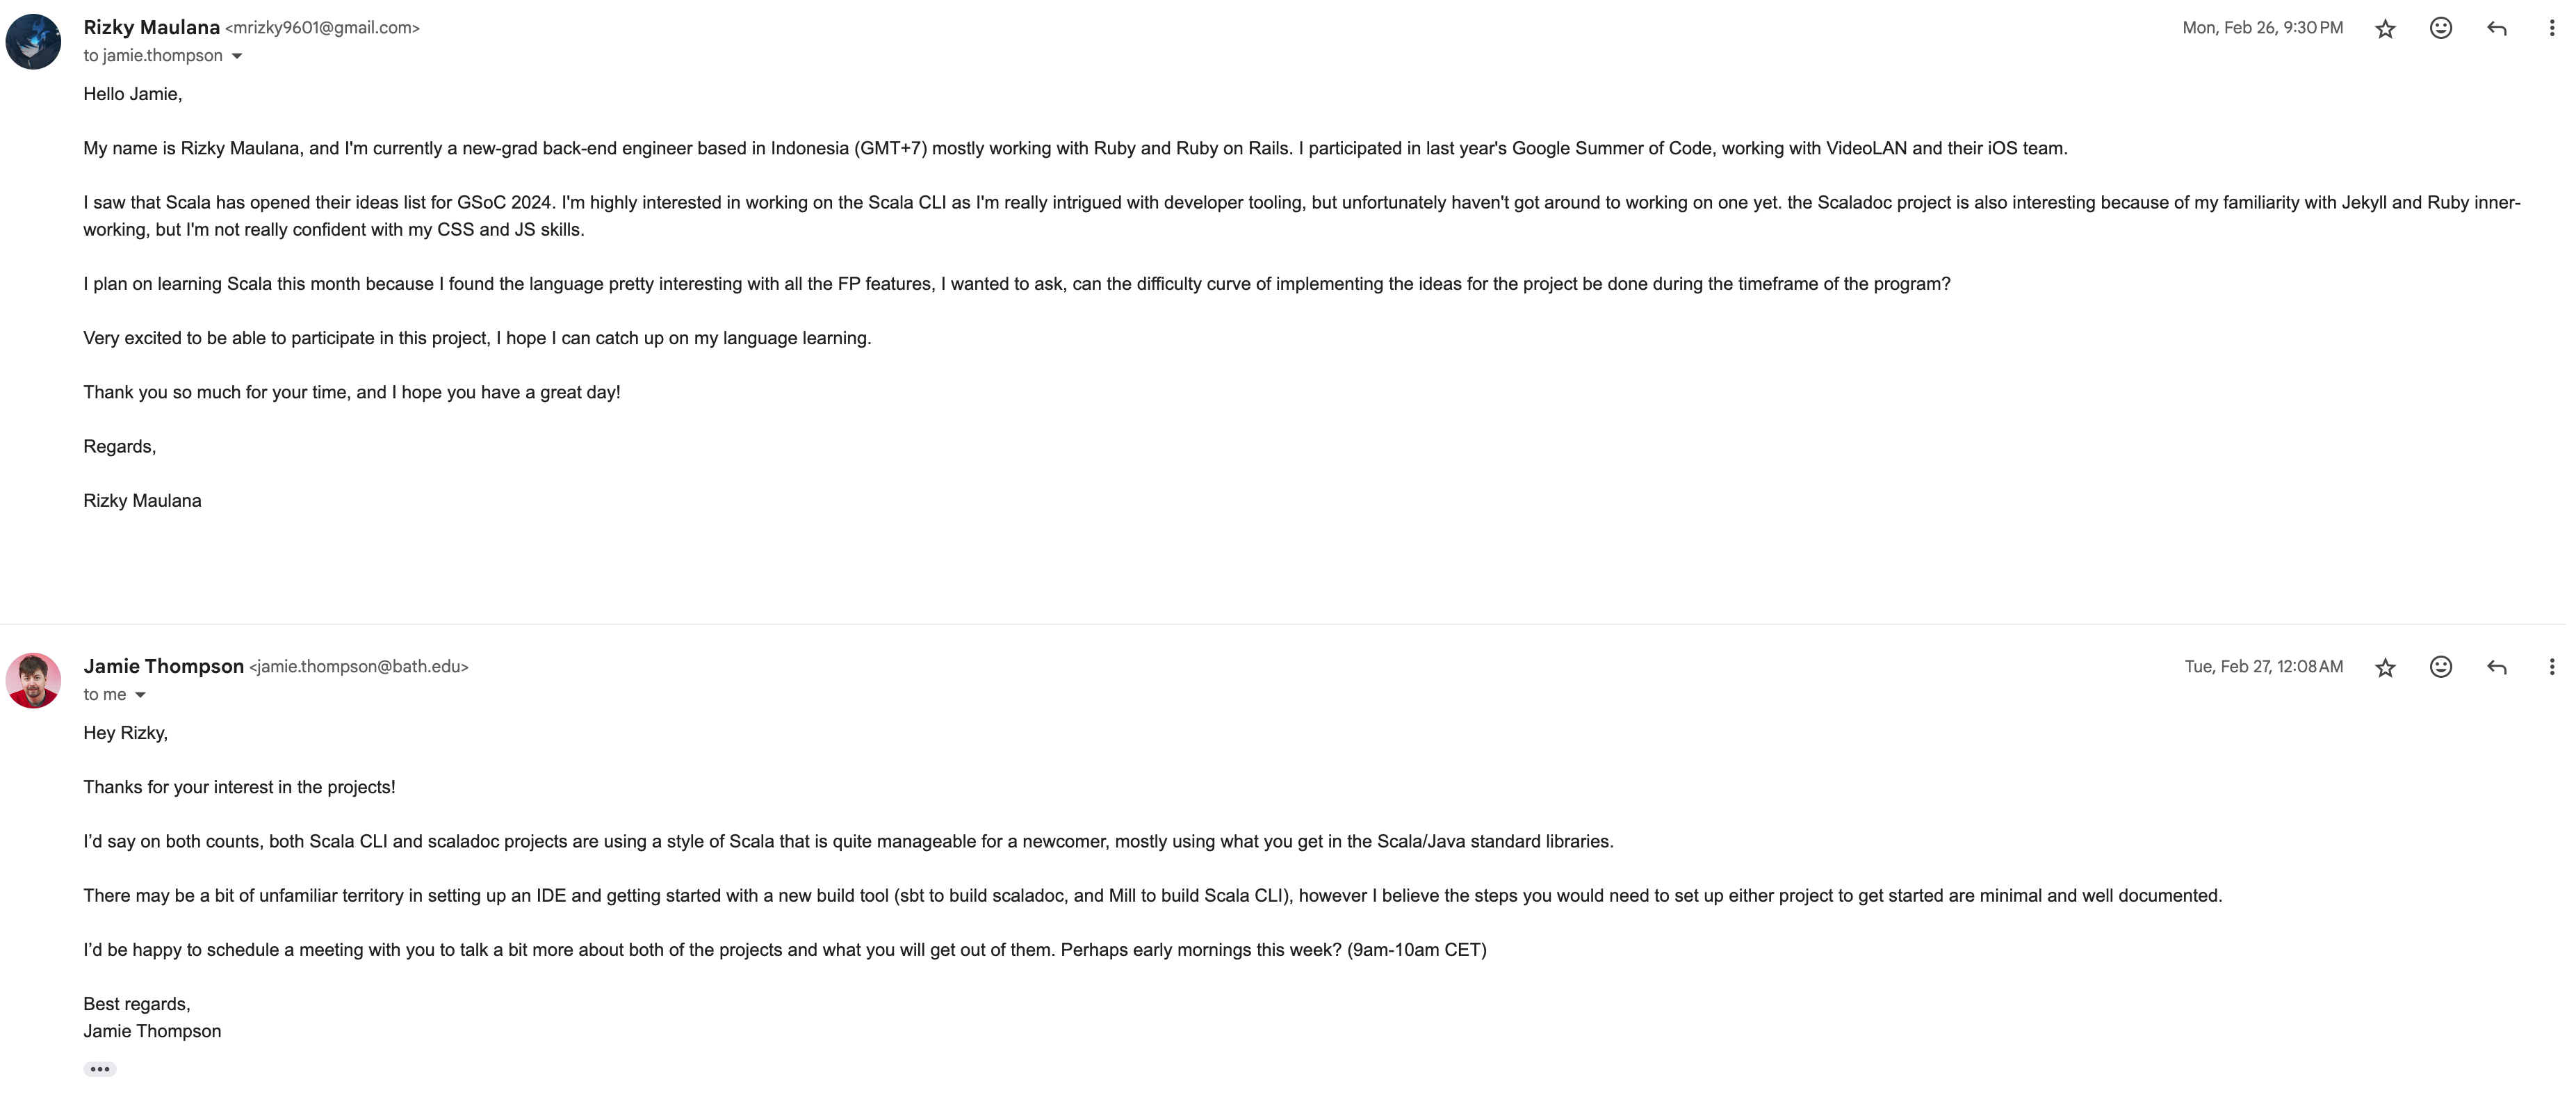 Rizky Maulana <mrizky9601@gmail.com>
Mon, Feb 26, 9:30 PM
to jamie.thompson
Hello Jamie,
My name is Rizky Maulana, and I'm currently a new-grad back-end engineer based in Indonesia (GMT+7) mostly working with Ruby and Ruby on Rails. I participated in last year's Google Summer of Code, working with VideoLAN and their iOS team.
I saw that Scala has opened their ideas list for GSoC 2024. I'm highly interested in working on the Scala CLI as I'm really intrigued with developer tooling, but unfortunately haven't got around to working on one yet. the Scaladoc project is also interesting because of my familiarity with Jekyll and Ruby inner-
working, but I'm not really confident with my CSS and JS skills.
I plan on learning Scala this month because I found the language pretty interesting with all the FP features, I wanted to ask, can the difficulty curve of implementing the ideas for the project be done during the timeframe of the program?
Very excited to be able to participate in this project, I hope I can catch up on my language learning.
Thank you so much for your time, and I hope you have a great day!
Regards,
Rizky Maulana
Jamie Thompson <jamie.thompson@bath.edu>
Tue, Feb 27, 12:08 AM
to me
Hey Rizky,
Thanks for your interest in the projects!
I’d say on both counts, both Scala CLI and scaladoc projects are using a style of Scala that is quite manageable for a newcomer, mostly using what you get in the Scala/Java standard libraries.
There may be a bit of unfamiliar territory in setting up an IDE and getting started with a new build tool (sbt to build scaladoc, and Mill to build Scala CLI), however I believe the steps you would need to set up either project to get started are minimal and well documented.
I’d be happy to schedule a meeting with you to talk a bit more about both of the projects and what you will get out of them. Perhaps early mornings this week? (9am-10am CET)
Best regards,
Jamie Thompson